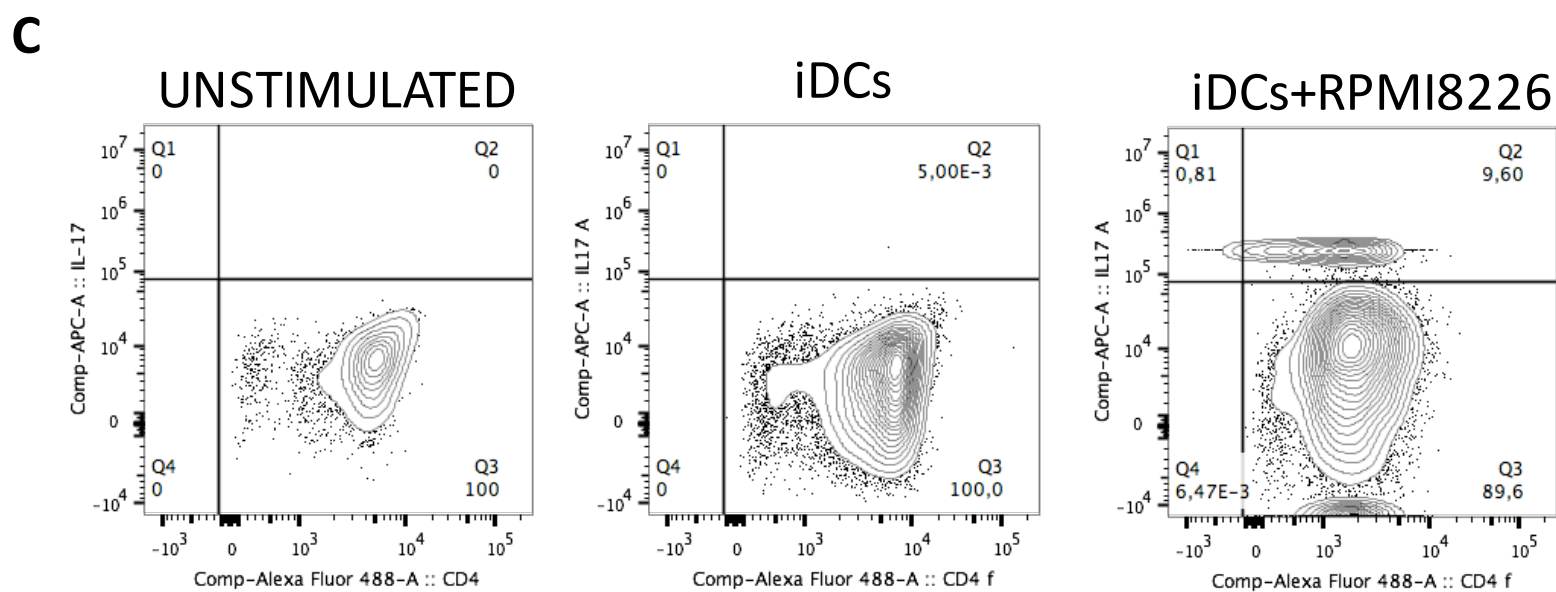 C
UNSTIMULATED
iDCs
iDCs+RPMI8226
Comp-APC-A :: IL-17
10^7
10^6
10^5
10^4
0
-10^4
Q1
0
Q2
0
Q4
0
Q3
100
-10^3 0 10^3 10^4 10^5
Comp-Alexa Fluor 488-A :: CD4
Comp-APC-A :: IL17 A
10^7
10^6
10^5
10^4
0
-10^4
Q1
0
Q2
5,00E-3
Q4
0
Q3
100,0
-10^3 0 10^3 10^4 10^5
Comp-Alexa Fluor 488-A :: CD4 f
Comp-APC-A :: IL17 A
10^7
10^6
10^5
10^4
0
-10^4
Q1
0,81
Q2
9,60
Q4
6,47E-3
Q3
89,6
-10^3 0 10^3 10^4 10^5
Comp-Alexa Fluor 488-A :: CD4 f